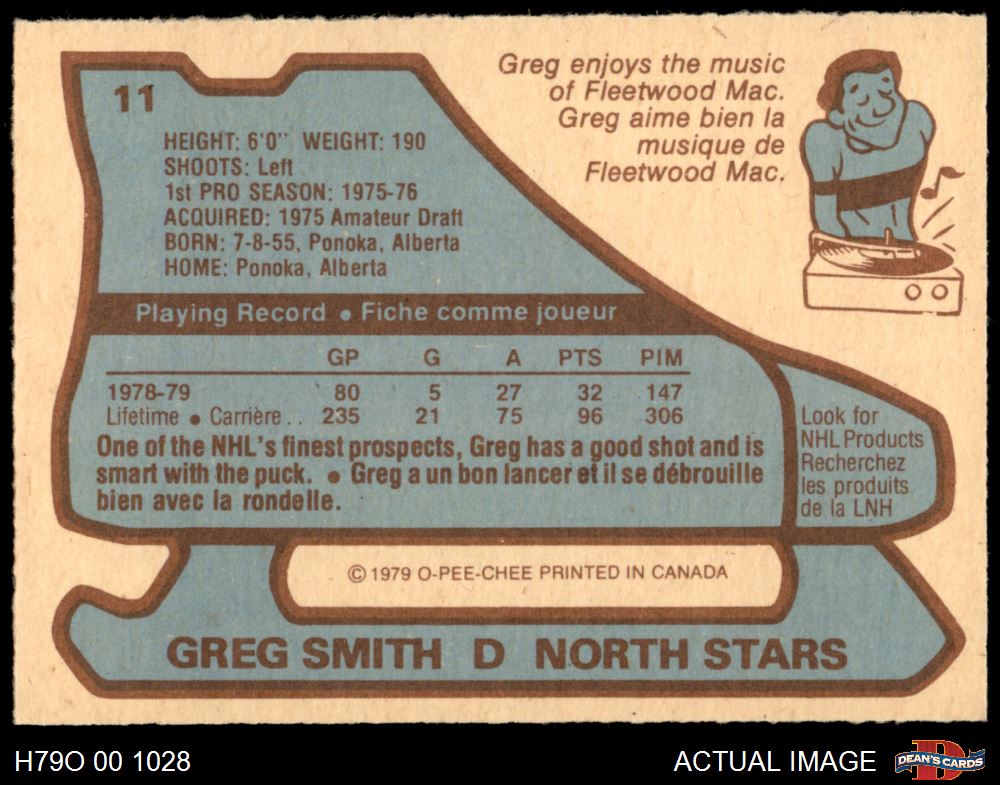 11
Greg enjoys the music
of Fleetwood Mac.
Greg aime bien la
musique de
Fleetwood Mac.
HEIGHT: 6'0" WEIGHT: 190
SHOOTS: Left
1st PRO SEASON: 1975-76
ACQUIRED: 1975 Amateur Draft
BORN: 7-8-55, Ponoka, Alberta
HOME: Ponoka, Alberta
Playing Record • Fiche comme joueur
GP G A PTS PIM
1978-79 80 5 27 32 147
Lifetime • Carrière.. 235 21 75 96 306
One of the NHL's finest prospects, Greg has a good shot and is
smart with the puck. • Greg a un bon lancer et il se débrouille
bien avec la rondelle.
Look for
NHL Products
Recherchez
les produits
de la LNH
© 1979 O-PEE-CHEE PRINTED IN CANADA
GREG SMITH D NORTH STARS
H79O 00 1028
ACTUAL IMAGE
DEAN'S CARDS